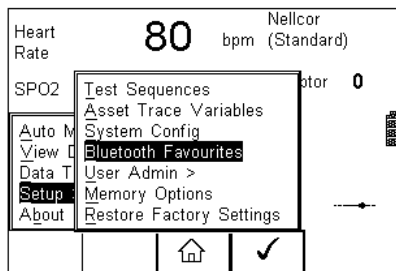 Heart Rate 80 bpm Nellcor (Standard)
SPO2 0
Test Sequences
Asset Trace Variables
System Config
Bluetooth Favourites
User Admin >
Memory Options
Restore Factory Settings
Auto
View
Data
Setup
About